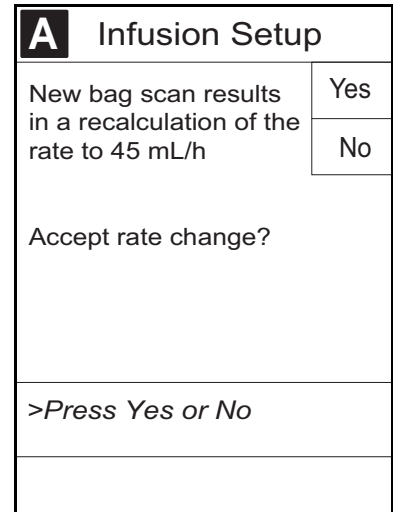 A Infusion Setup
New bag scan results
in a recalculation of the
rate to 45 mL/h
Yes
No
Accept rate change?
>Press Yes or No